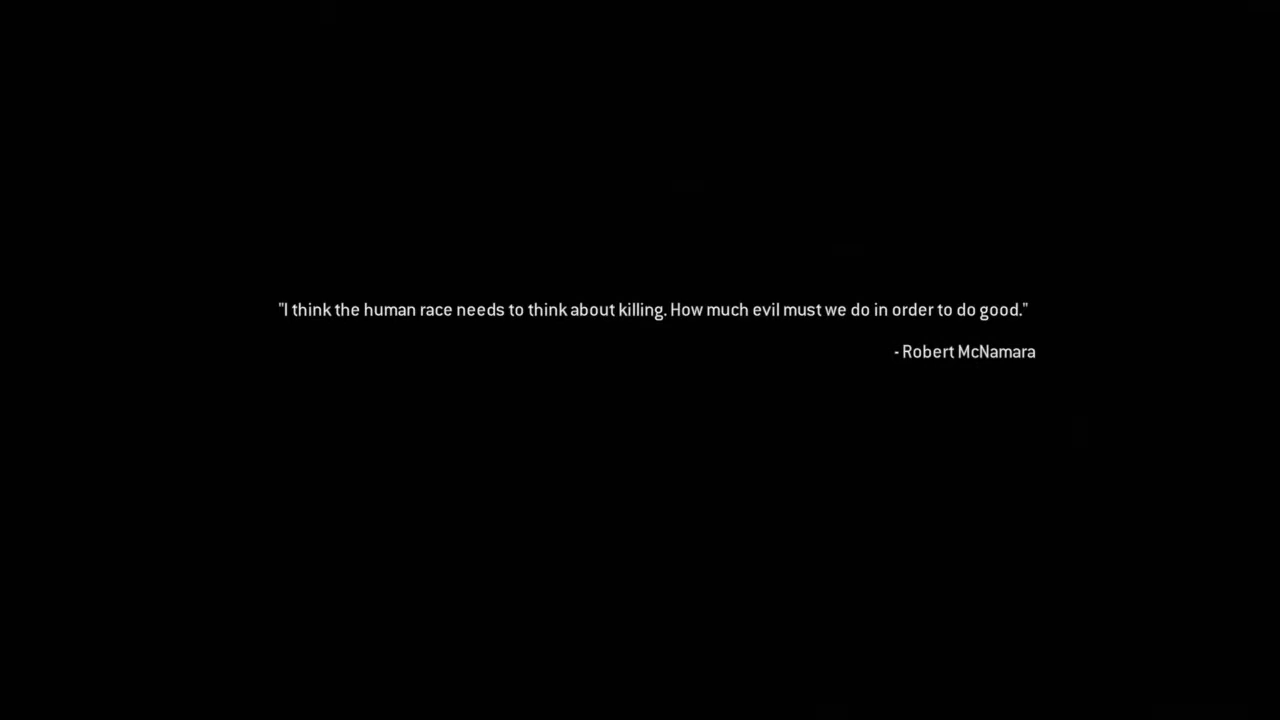 "I think the human race needs to think about killing. How much evil must we do in order to do good."
- Robert McNamara